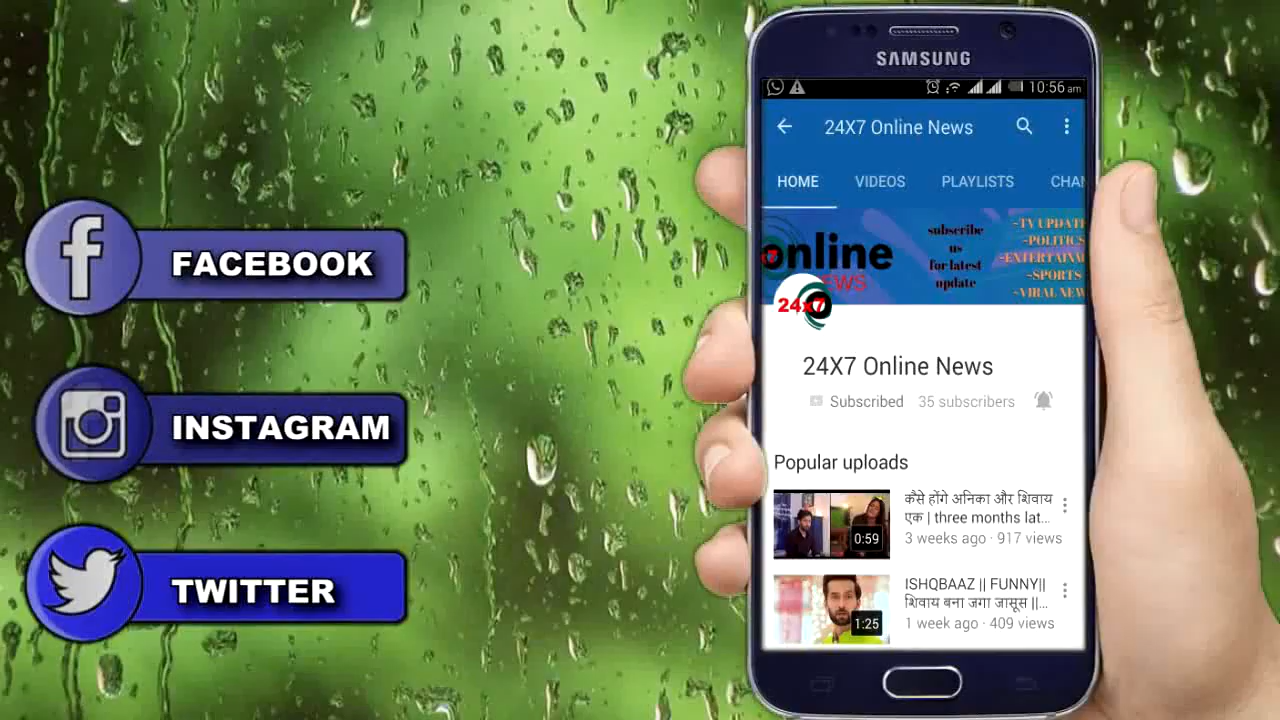 FACEBOOK
INSTAGRAM
TWITTER
SAMSUNG
10:56 am
24X7 Online News
HOME VIDEOS PLAYLISTS CHAN
online
NEWS
x7
subscribe
us
for latest
update
~TV UPDATE
~POLITICS
~ENTERTAINM
~SPORTS
~VIRAL NEW
24x7
24X7 Online News
Subscribed 35 subscribers
Popular uploads
0:59
कैसे होंगे अनिका और शिवाय
एक | three months lat...
3 weeks ago · 917 views
1:25
ISHQBAAZ || FUNNY||
शिवाय बना जगा जासूस ||...
1 week ago · 409 views